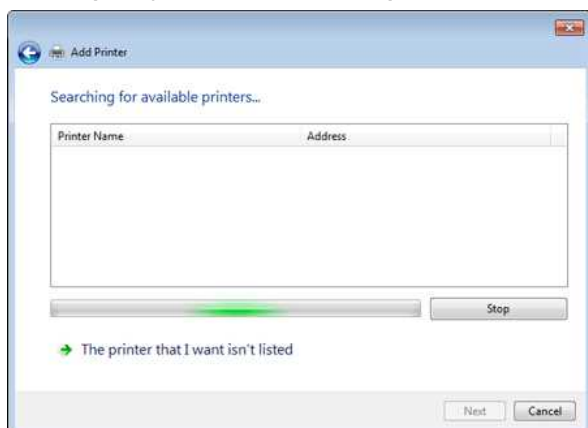 Add Printer
Searching for available printers...
Printer Name Address
Stop
The printer that I want isn't listed
Next Cancel